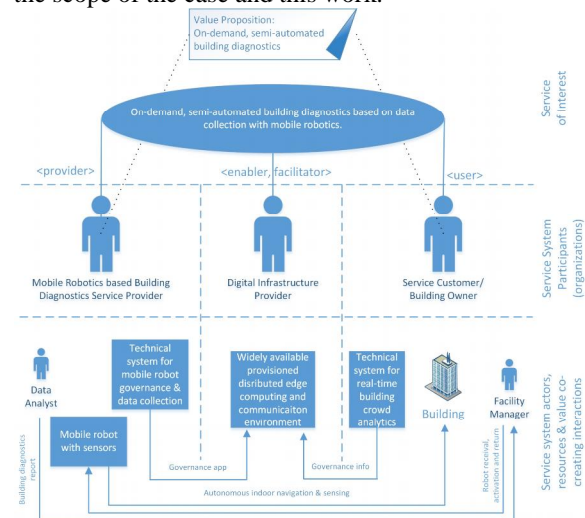 the scope of the case and this work.
Value Proposition:
On-demand, semi-automated
building diagnostics
On-demand, semi-automated building diagnostics based on data
collection with mobile robotics.
Service
of Interest
<provider>
<enabler, facilitator>
<user>
Mobile Robotics based Building
Diagnostics Service Provider
Digital Infrastructure
Provider
Service Customer/
Building Owner
Service System
Participants
(organizations)
Data
Analyst
Technical
system for
mobile robot
governance &
data collection
Widely available
provisioned
disributed edge
computing and
communicaiton
environment
Technical
system for
real-time
building
crowd
analytics
Building
Facility
Manager
Mobile robot
with sensors
Service system actors,
resources & value co-
creating interactions
Building diagnostics
report
Governance app
Governance info
Robot receval,
activation and return
Autonomous indoor navigation & sensing